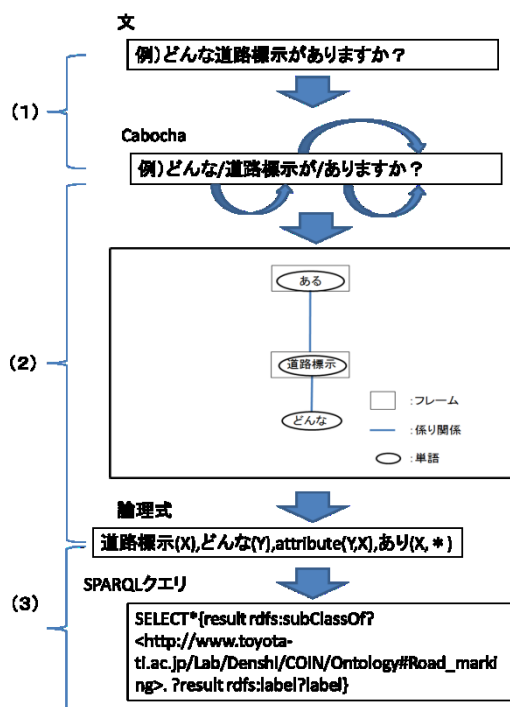 文
例)どんな道路標示がありますか?
(1)
Cabocha
例)どんな/道路標示が/ありますか?
(2)
ある
道路標示
どんな
:フレーム
:係り関係
:単語
論理式
道路標示(X),どんな(Y),attribute(Y,X),あり(X,*)
(3)
SPARQLクエリ
SELECT*{result rdfs:subClassOf?
<http://www.toyota-
ti.ac.jp/Lab/Denshi/COIN/Ontology#Road_marki
ng>. ?result rdfs:label?label}